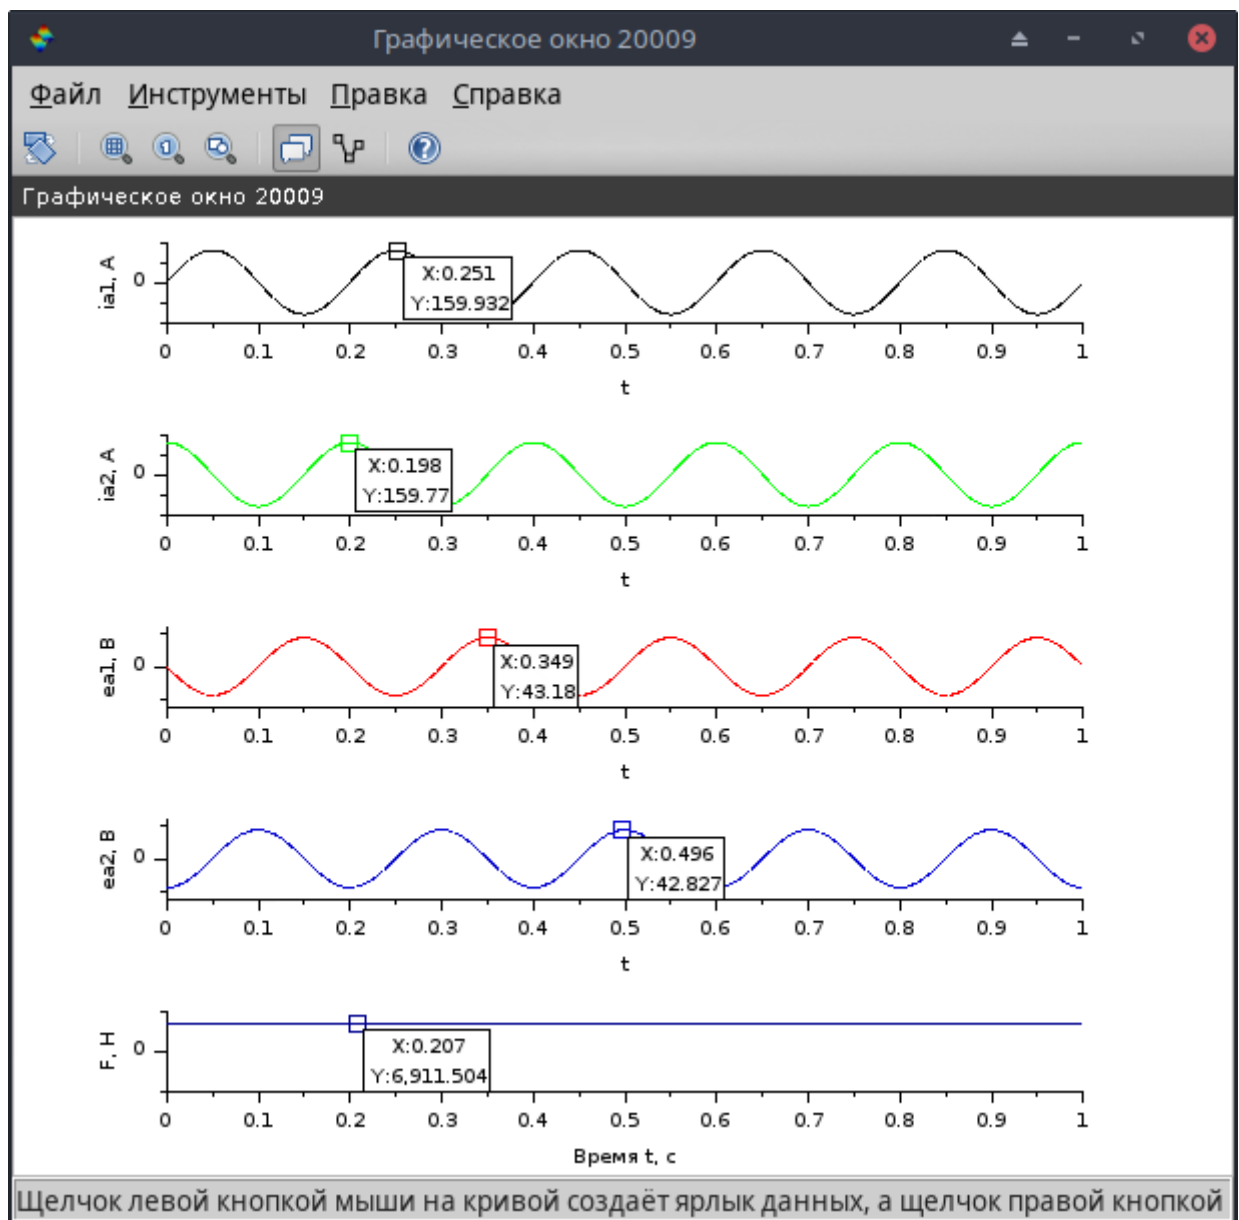 Графическое окно 20009
Файл Инструменты Правка Справка
Графическое окно 20009
ia1, А
0
X:0.251
Y:159.932
0 0.1 0.2 0.3 0.4 0.5 0.6 0.7 0.8 0.9 1
t
ia2, А
0
X:0.198
Y:159.77
0 0.1 0.2 0.3 0.4 0.5 0.6 0.7 0.8 0.9 1
t
ea1, В
0
X:0.349
Y:43.18
0 0.1 0.2 0.3 0.4 0.5 0.6 0.7 0.8 0.9 1
t
ea2, В
0
X:0.496
Y:42.827
0 0.1 0.2 0.3 0.4 0.5 0.6 0.7 0.8 0.9 1
t
F, Н
0
X:0.207
Y:6,911.504
0 0.1 0.2 0.3 0.4 0.5 0.6 0.7 0.8 0.9 1
Время t, с
Щелчок левой кнопкой мыши на кривой создаёт ярлык данных, а щелчок правой кнопкой